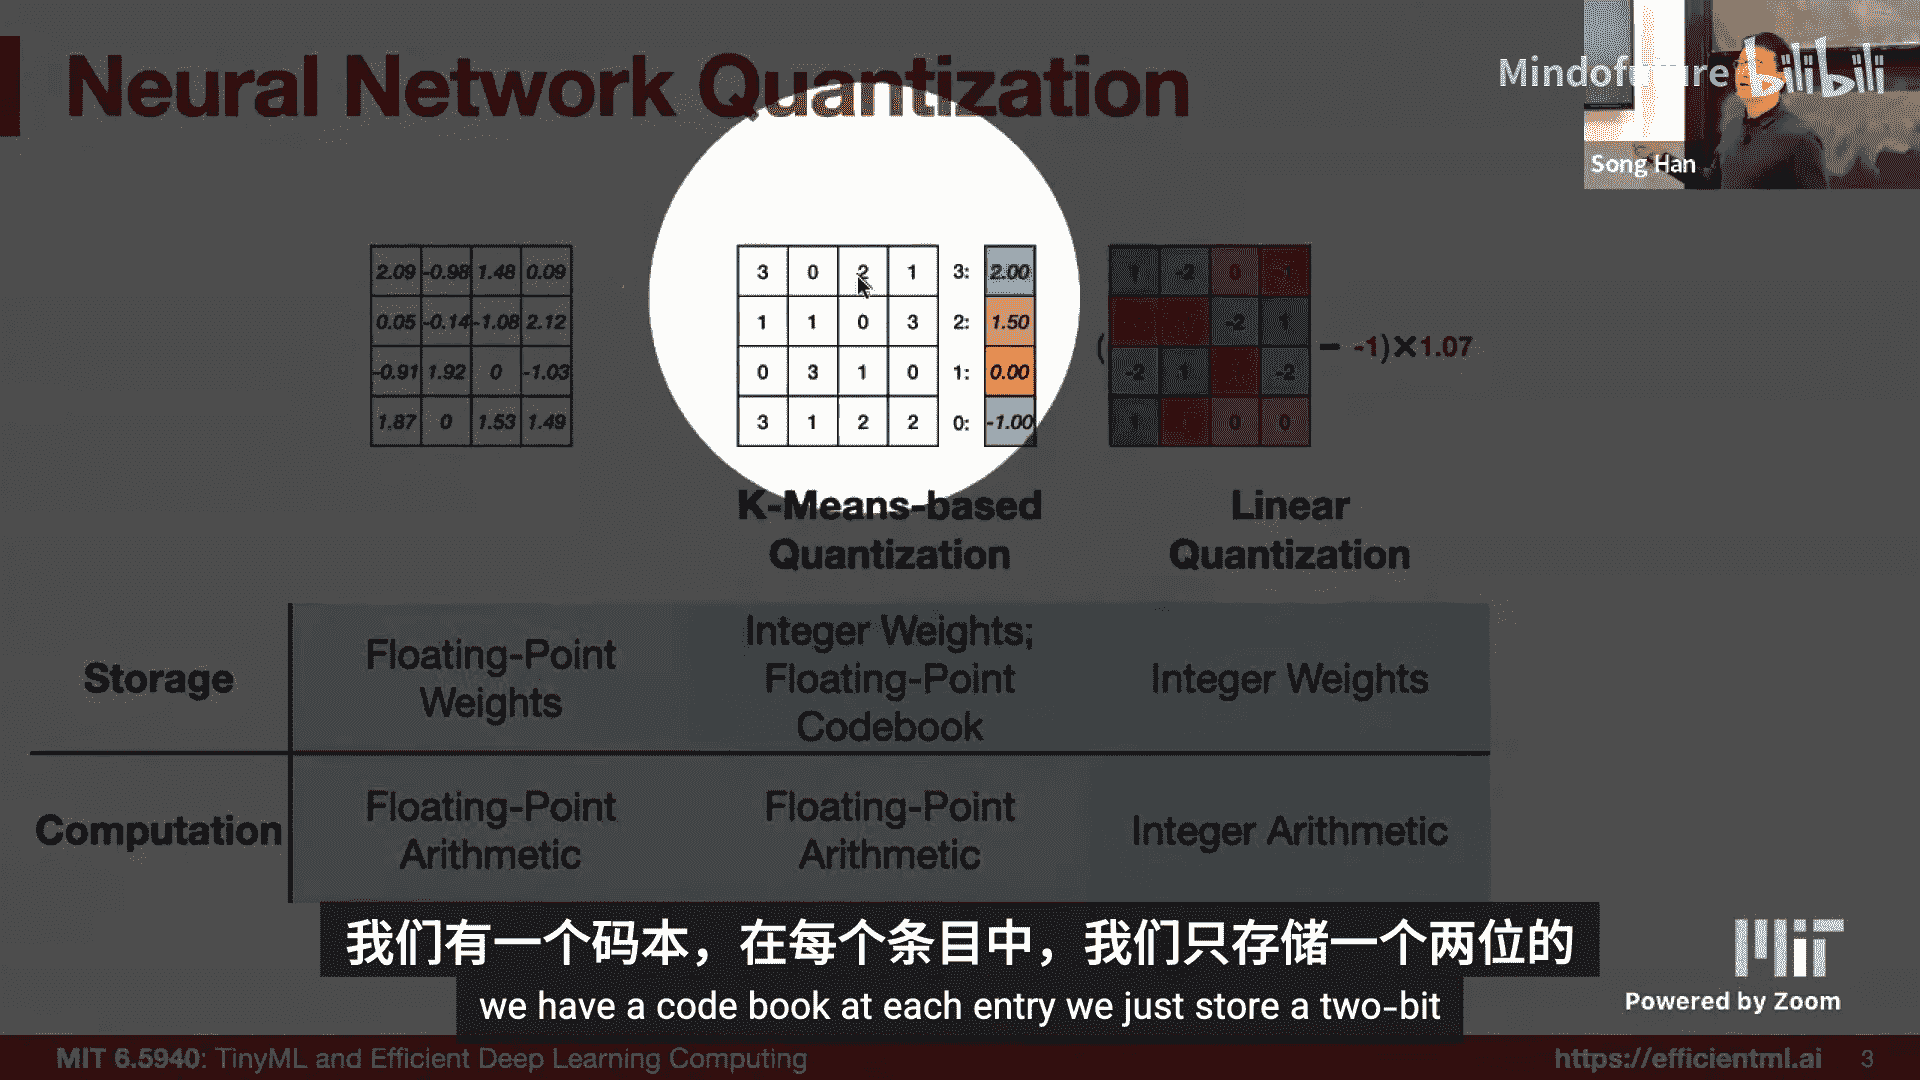 Neural Network Quantization
Mindofuture bilibili
Song Han
2.09 -0.98 1.48 0.09
0.05 -0.14 -1.08 2.12
-0.91 1.92 0 -1.03
1.87 0 1.53 1.49
3 0 2 1 3: 2.00
1 1 0 3 2: 1.50
0 3 1 0 1: 0.00
3 1 2 2 0: -1.00
(
1 -2 0
-2 1
-2 1 -2
1 0 0
− -1)×1.07
K-Means-based
Quantization
Linear
Quantization
Storage
Floating-Point
Weights
Integer Weights;
Floating-Point
Codebook
Integer Weights
Computation
Floating-Point
Arithmetic
Floating-Point
Arithmetic
Integer Arithmetic
我们有一个码本，在每个条目中，我们只存储一个两位的
we have a code book at each entry we just store a two-bit
MIT
Powered by Zoom
MIT 6.5940: TinyML and Efficient Deep Learning Computing
https://efficientml.ai 3